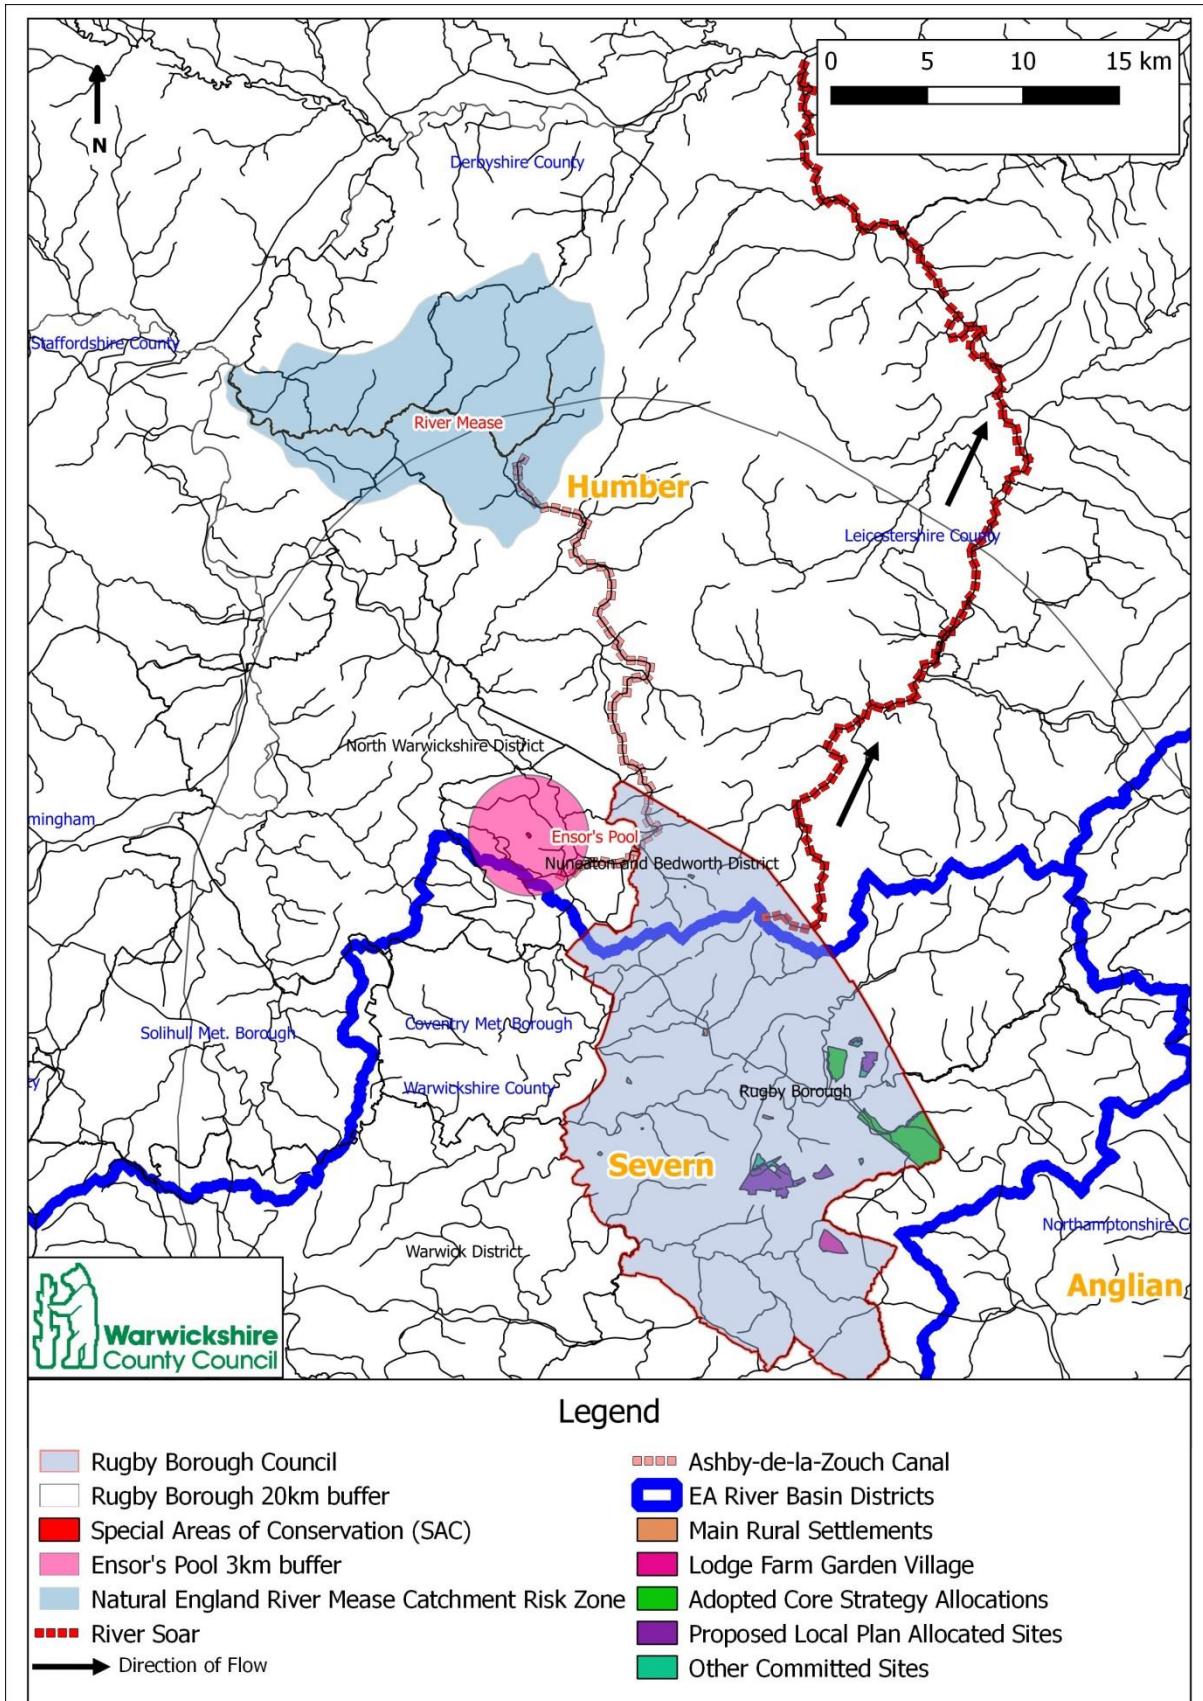 0 5 10 15 km
N
Derbyshire County
Staffordshire County
River Mease
Humber
Leicestershire County
North Warwickshire District
mingham
Ensor's Pool
Nuneaton and Bedworth District
Coventry Met. Borough
Solihull Met. Borough
Warwickshire County
Rugby Borough
Severn
Northamptonshire C
Warwick District
Anglian
Warwickshire
County Council
Legend
Rugby Borough Council
Rugby Borough 20km buffer
Special Areas of Conservation (SAC)
Ensor's Pool 3km buffer
Natural England River Mease Catchment Risk Zone
River Soar
Direction of Flow
Ashby-de-la-Zouch Canal
EA River Basin Districts
Main Rural Settlements
Lodge Farm Garden Village
Adopted Core Strategy Allocations
Proposed Local Plan Allocated Sites
Other Committed Sites